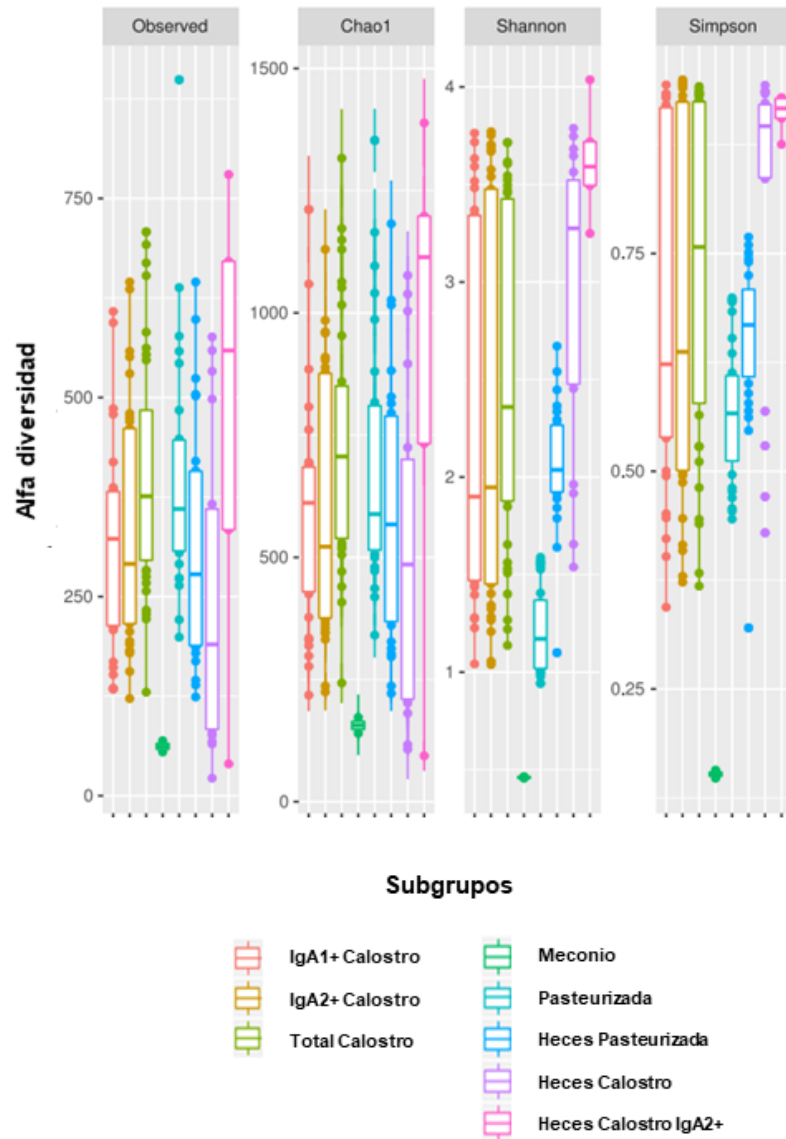 Observed Chao1 Shannon Simpson
Alfa diversidad
750
500
250
0
1500
1000
500
0
4
3
2
1
0.75
0.50
0.25
Subgrupos
IgA1+ Calostro
IgA2+ Calostro
Total Calostro
Meconio
Pasteurizada
Heces Pasteurizada
Heces Calostro
Heces Calostro IgA2+